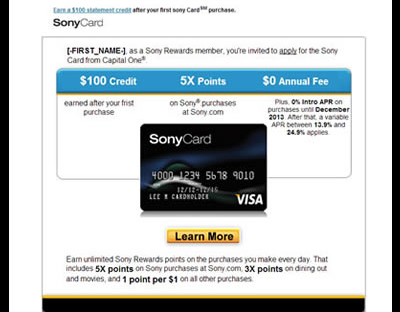 Earn a $100 statement credit after your first sony Card℠ purchase.
SonyCard
[-FIRST_NAME-], as a Sony Rewards member, you're invited to apply for the Sony
Card from Capital One®
$100 Credit
earned after your frist
purchase
5X Points
on Sony® purchases
at Sony.com
$0 Annual Fee
Plus, 0% Intro APR on
purchases until December
2013. After that, a variable
APR between 13.9% and
24.9% applies.
SonyCard
4000 1234 5678 9010
12/12-12/15
LEE M CARDHOLDER
VISA
Learn More
Earn unlimited Sony Rewards points on the purchases you make every day. That
includes 5X points on Sony purchases at Sony.com, 3X points on dining out
and movies, and 1 point per $1 on all other purchases.